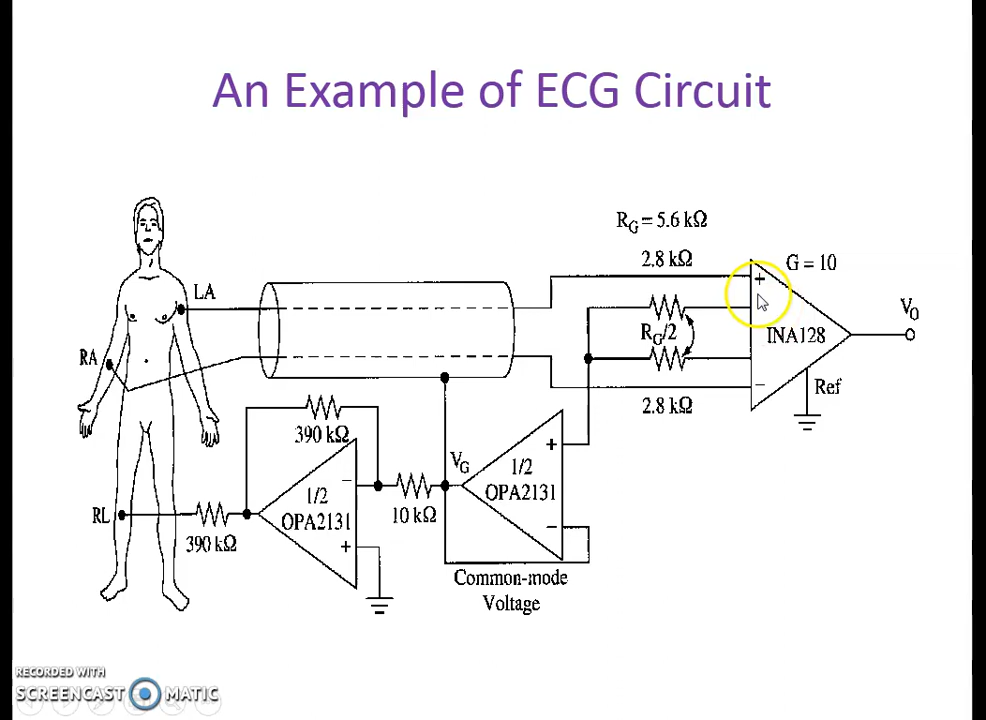 An Example of ECG Circuit
R_G = 5.6 kΩ
2.8 kΩ
G = 10
LA
+
V_O
R_G/2
INA128
RA
−
Ref
2.8 kΩ
390 kΩ
+
V_G
1/2
OPA2131
−
1/2
OPA2131
10 kΩ
RL
390 kΩ
+
−
Common-mode
Voltage
RECORDED WITH
SCREENCAST MATIC